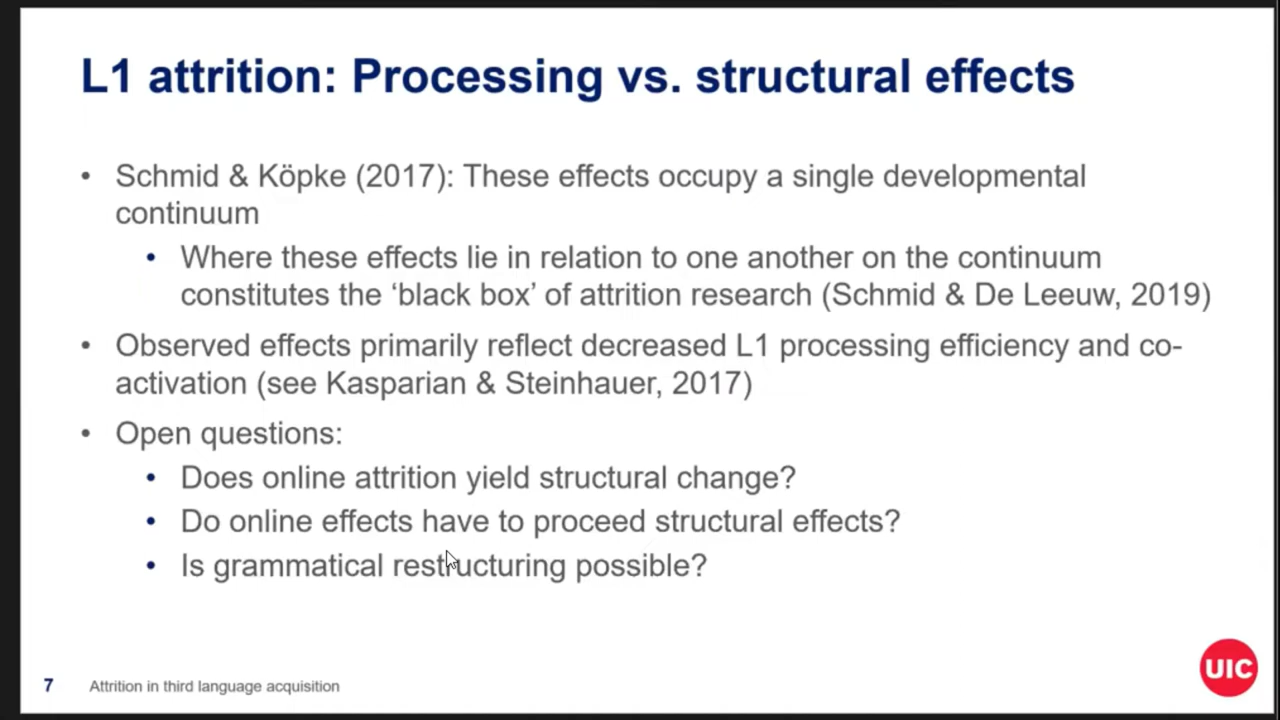 L1 attrition: Processing vs. structural effects
• Schmid & Köpke (2017): These effects occupy a single developmental
continuum
• Where these effects lie in relation to one another on the continuum
constitutes the ‘black box’ of attrition research (Schmid & De Leeuw, 2019)
• Observed effects primarily reflect decreased L1 processing efficiency and co-
activation (see Kasparian & Steinhauer, 2017)
• Open questions:
• Does online attrition yield structural change?
• Do online effects have to proceed structural effects?
• Is grammatical restructuring possible?
UIC
7 Attrition in third language acquisition